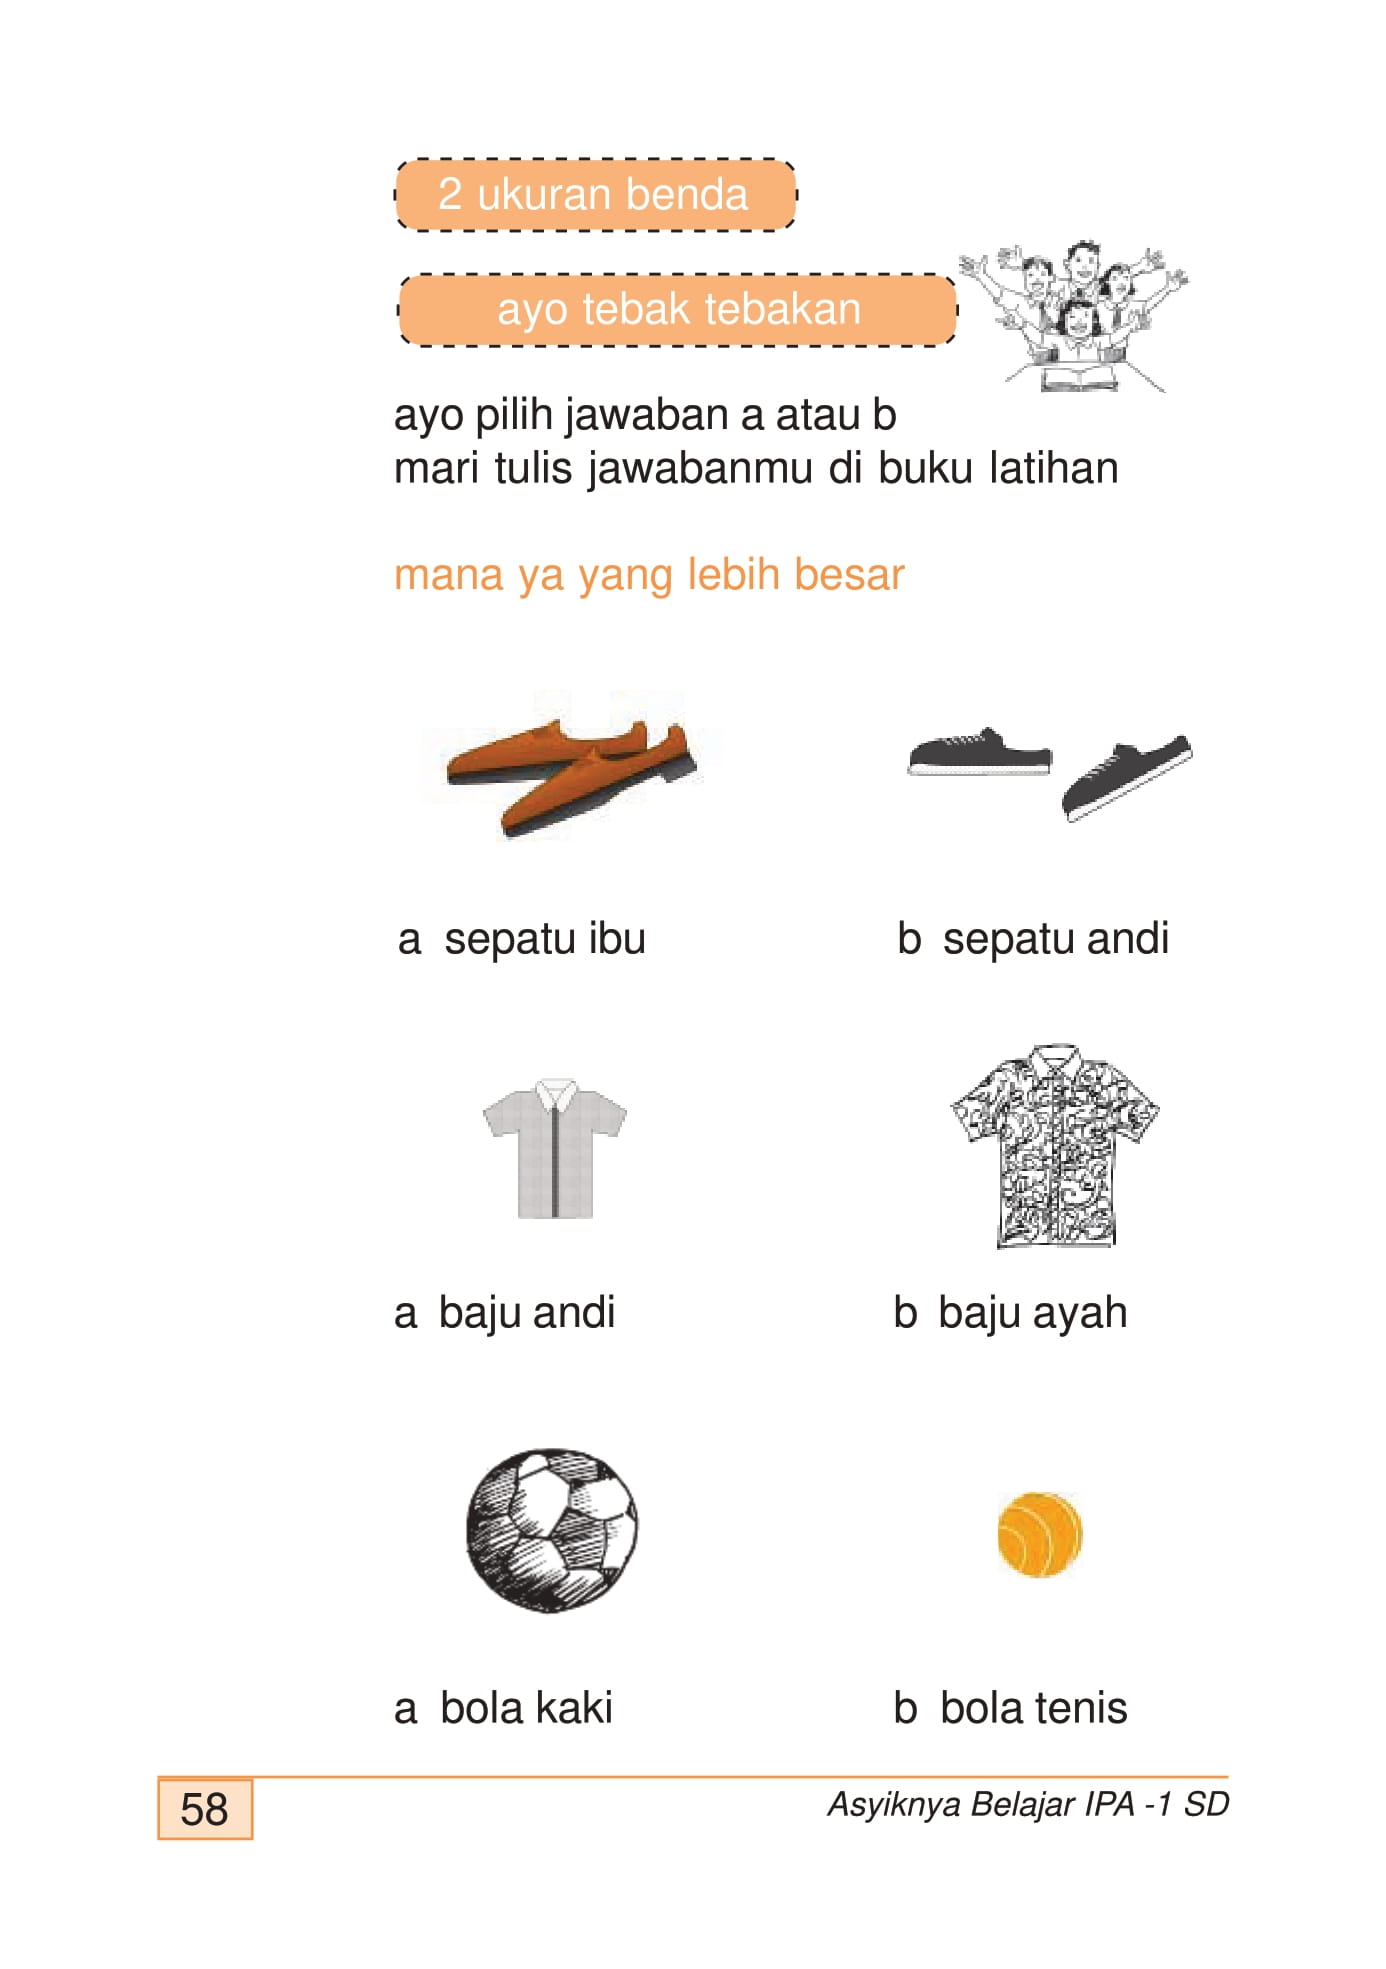 2 ukuran benda
ayo tebak tebakan
ayo pilih jawaban a atau b
mari tulis jawabanmu di buku latihan
mana ya yang lebih besar
a sepatu ibu
b sepatu andi
a baju andi
b baju ayah
a bola kaki
b bola tenis
58
Asyiknya Belajar IPA -1 SD